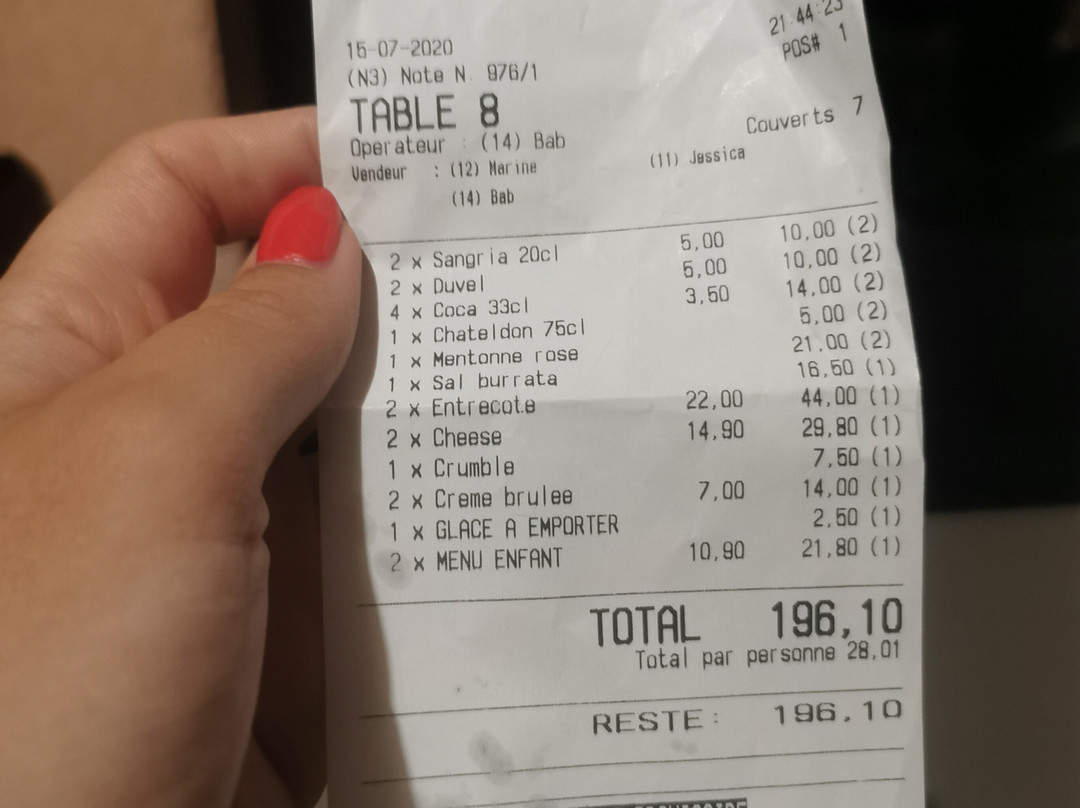 21:44:23
15-07-2020 POS# 1
(N3) Note N. 976/1
TABLE 8 Couverts 7
Operateur : (14) Bab
Vendeur : (12) Marine (11) Jessica
(14) Bab
2 x Sangria 20cl 5,00 10,00 (2)
2 x Duvel 5,00 10,00 (2)
4 x Coca 33cl 3,50 14,00 (2)
1 x Chateldon 75cl 5,00 (2)
1 x Mentonne rose 21,00 (2)
1 x Sal burrata 16,50 (1)
2 x Entrecote 22,00 44,00 (1)
2 x Cheese 14,90 29,80 (1)
1 x Crumble 7,50 (1)
2 x Creme brulee 7,00 14,00 (1)
1 x GLACE A EMPORTER 2,50 (1)
2 x MENU ENFANT 10,90 21,80 (1)
TOTAL 196,10
Total par personne 28,01
RESTE: 196,10